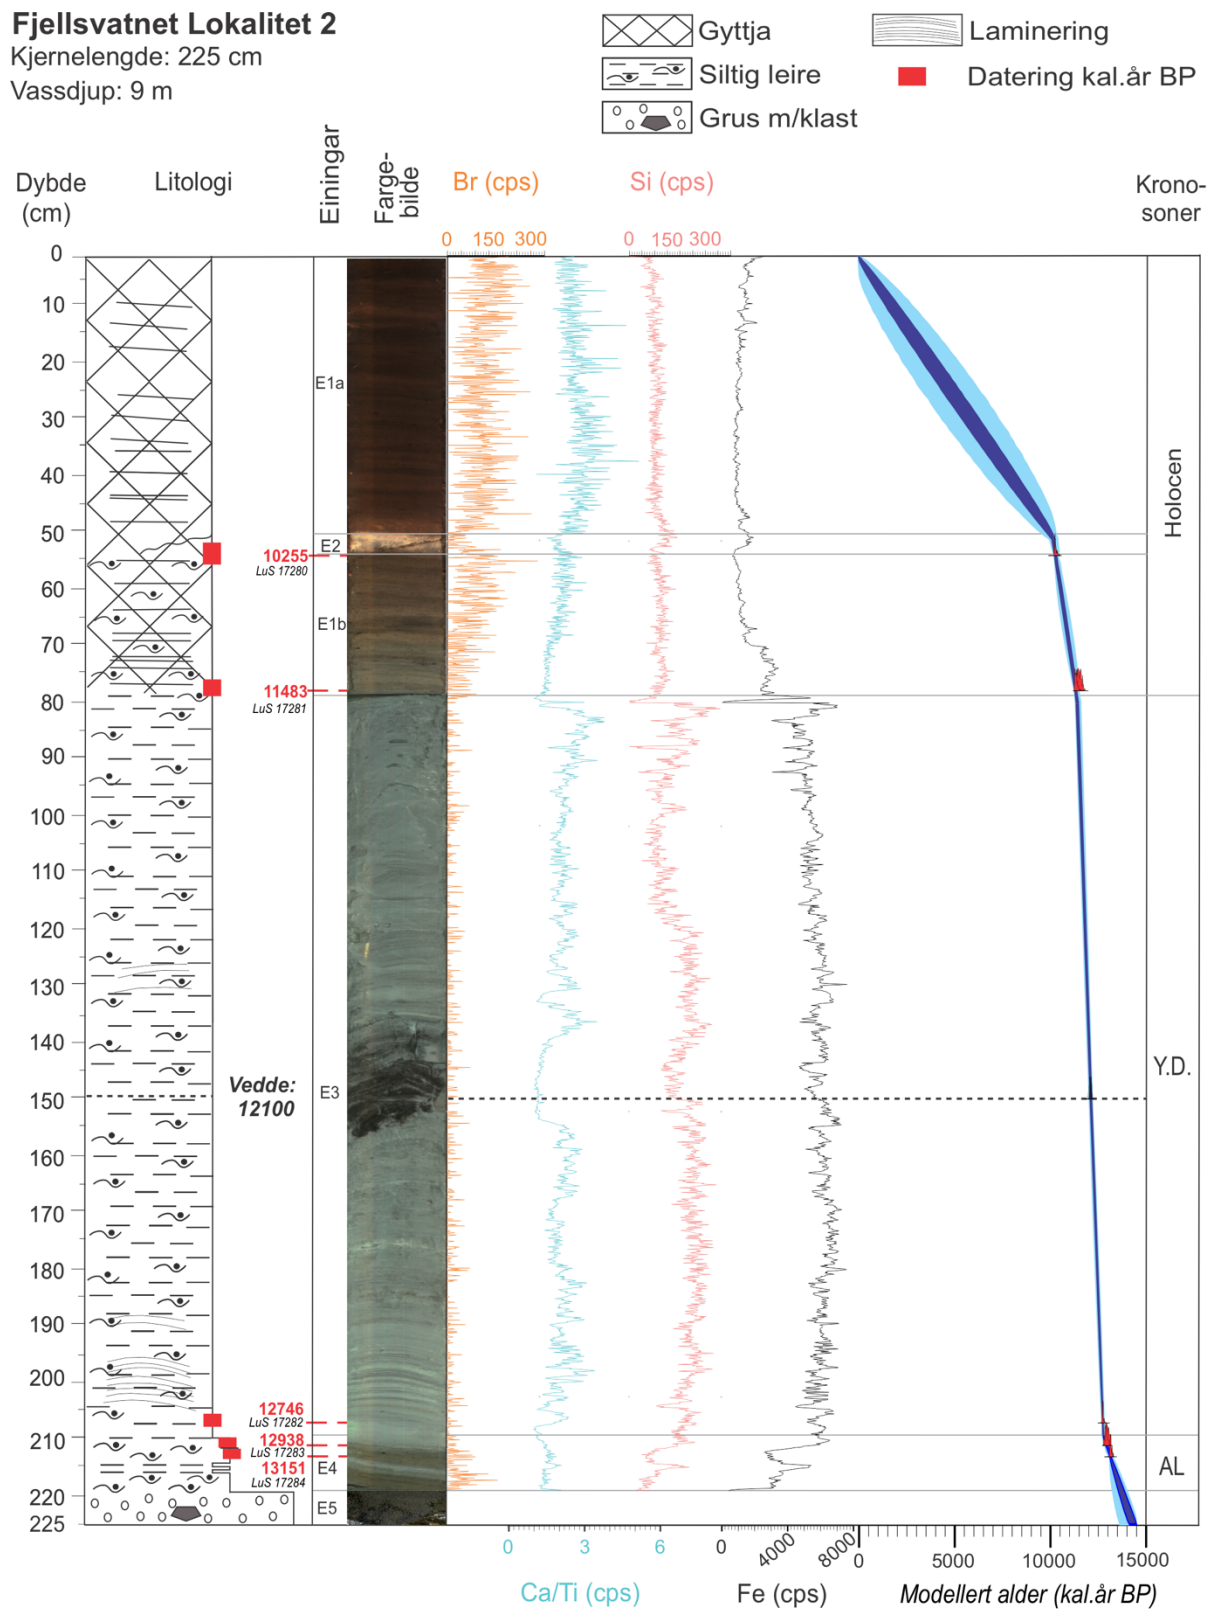 Fjellsvatnet Lokalitet 2
Kjernelengde: 225 cm
Vassdjup: 9 m
Gyttja
Siltig leire
Grus m/klast
Laminering
Datering kal.år BP
Dybde
(cm)
Litologi
Einingar
Farge-
bilde
Br (cps)
Si (cps)
Krono-
soner
0 150 300
0 150 300
0
10
20
30
40
50
60
70
80
90
100
110
120
130
140
150
160
170
180
190
200
210
220
225
10255
LuS 17280
11483
LuS 17281
Vedde:
12100
12746
LuS 17282
12938
LuS 17283
13151
LuS 17284
E1a
E2
E1b
E3
E4
E5
Holocen
Y.D.
AL
0 3 6
Ca/Ti (cps)
0 4000 8000
Fe (cps)
0 5000 10000 15000
Modellert alder (kal.år BP)